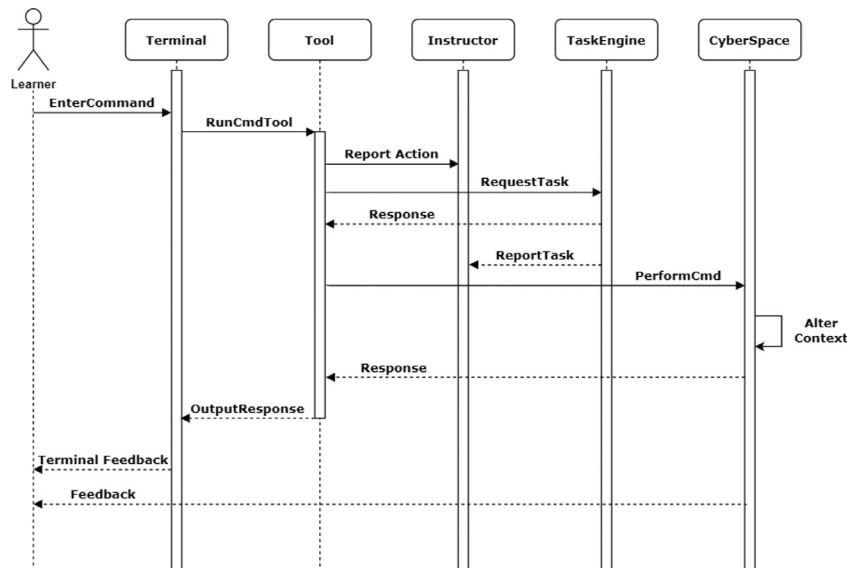 Terminal
Tool
Instructor
TaskEngine
CyberSpace
Learner
EnterCommand
RunCmdTool
Report Action
RequestTask
Response
ReportTask
PerformCmd
Alter
Context
Response
OutputResponse
Terminal Feedback
Feedback